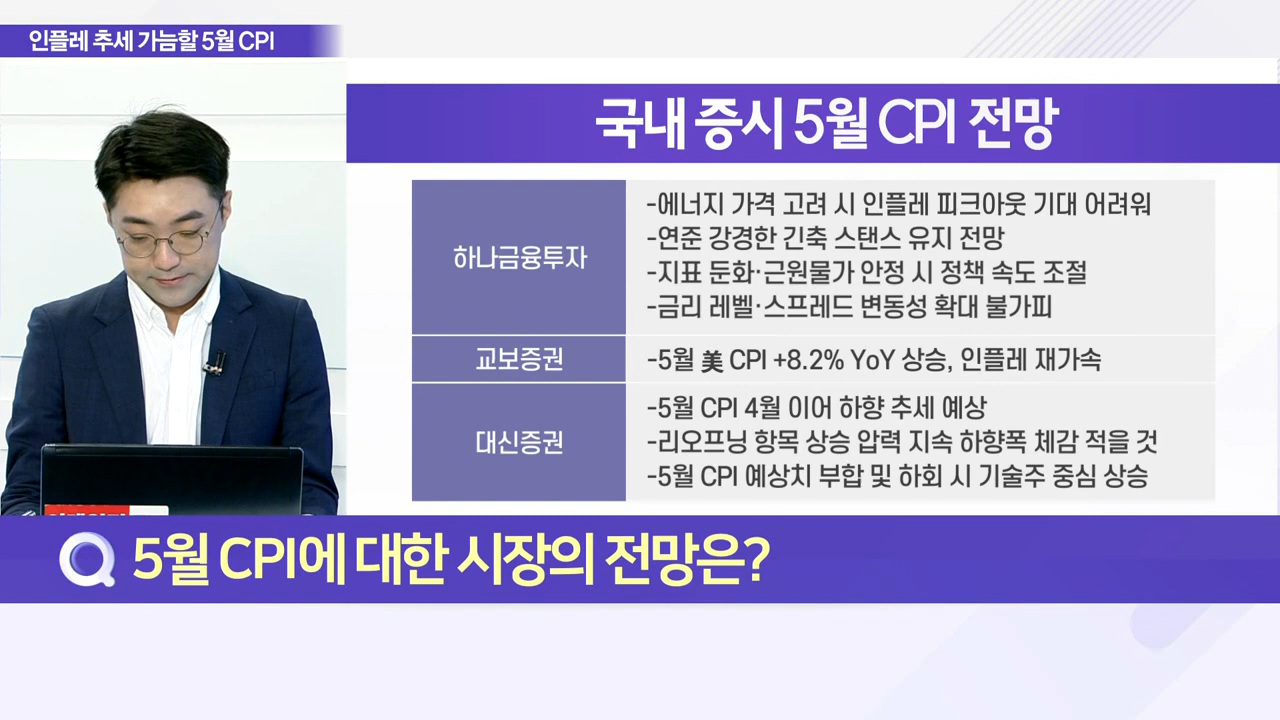 인플레 추세 가늠할 5월 CPI
국내 증시 5월 CPI 전망
하나금융투자
-에너지 가격 고려 시 인플레 피크아웃 기대 어려워
-연준 강경한 긴축 스탠스 유지 전망
-지표 둔화·근원물가 안정 시 정책 속도 조절
-금리 레벨·스프레드 변동성 확대 불가피
교보증권
-5월 美 CPI +8.2% YoY 상승, 인플레 재가속
대신증권
-5월 CPI 4월 이어 하향 추세 예상
-리오프닝 항목 상승 압력 지속 하향폭 체감 적을 것
-5월 CPI 예상치 부합 및 하회 시 기술주 중심 상승
5월 CPI에 대한 시장의 전망은?